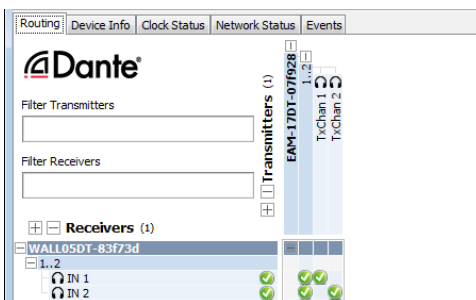 Routing Device Info Clock Status Network Status Events
Dante®
Filter Transmitters
Filter Receivers
Transmitters (1)
EAM-17DT-07f928
1..2
TxChan 1
TxChan 2
Receivers (1)
WALL05DT-83f73d
1..2
IN 1
IN 2